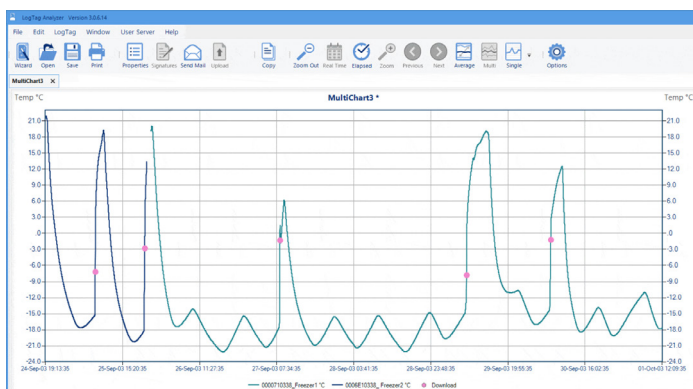 LogTag Analyzer Version 3.0.6.14
File Edit LogTag Window User Server Help
Wizard Open Save Print Properties Signatures Send Mail Upload Copy Zoom Out Real Time Elapsed Zoom Previous Next Average Multi Single Options
MultiChart3 X
Temp °C MultiChart3 * Temp °C
21.0 21.0
18.0 18.0
15.0 15.0
12.0 12.0
9.0 9.0
6.0 6.0
3.0 3.0
.0 .0
-3.0 -3.0
-6.0 -6.0
-9.0 -9.0
-12.0 -12.0
-15.0 -15.0
-18.0 -18.0
-21.0 -21.0
-24.0 -24.0
24-Sep-03 19:13:35 25-Sep-03 15:20:35 26-Sep-03 11:27:35 27-Sep-03 07:34:35 28-Sep-03 03:41:35 28-Sep-03 23:48:35 29-Sep-03 19:55:35 30-Sep-03 16:02:35 01-Oct-03 12:09:35
0000710338_Freezer1 °C 0006E10338_ Freezer2 °C Download